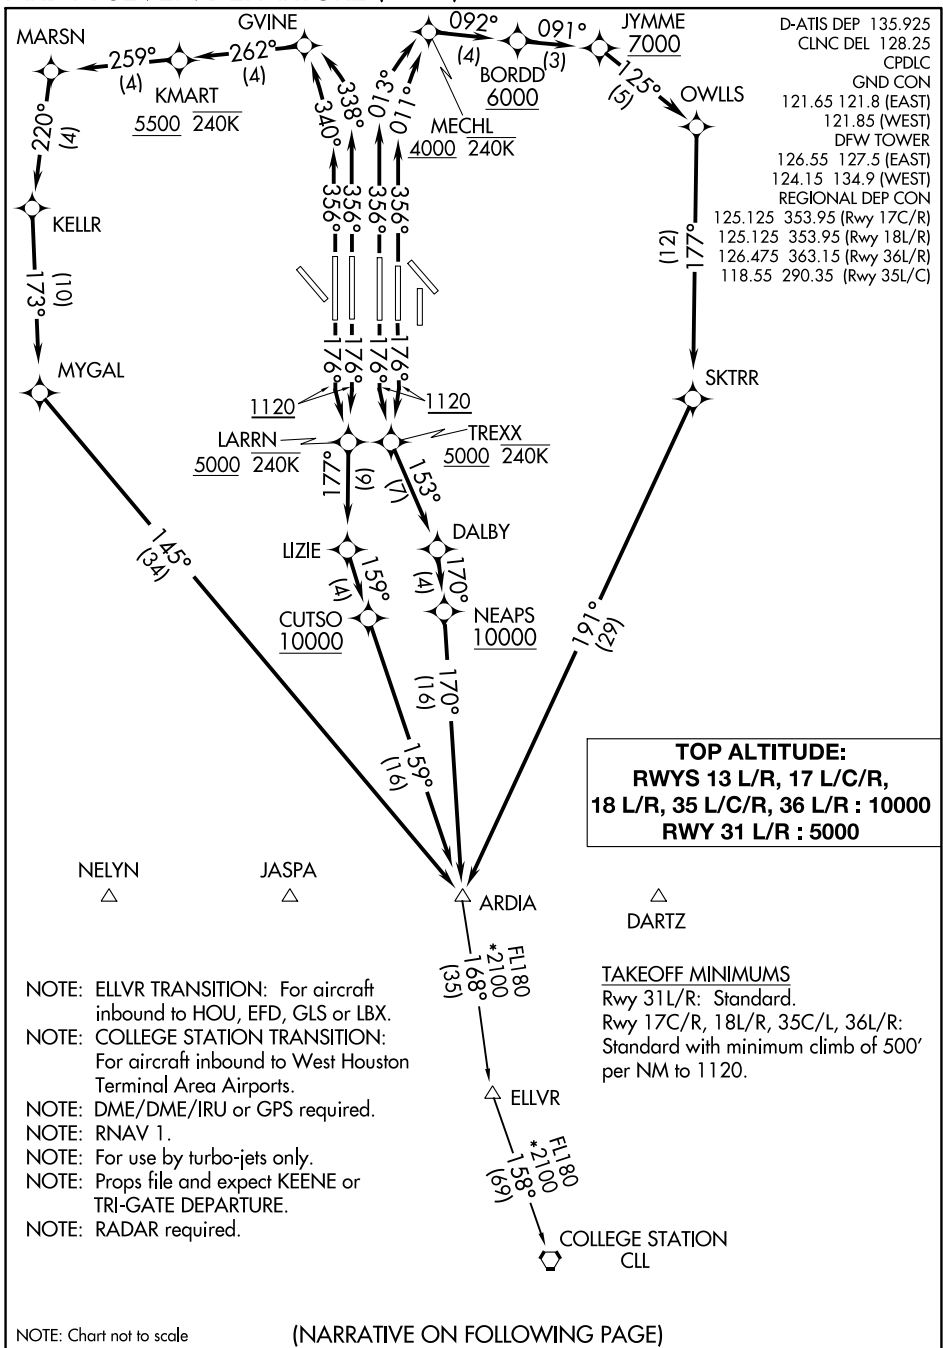 D-ATIS DEP 135.925
CLNC DEL 128.25
CPDLC
GND CON
121.65 121.8 (EAST)
121.85 (WEST)
DFW TOWER
126.55 127.5 (EAST)
124.15 134.9 (WEST)
REGIONAL DEP CON
125.125 353.95 (Rwy 17C/R)
125.125 353.95 (Rwy 18L/R)
126.475 363.15 (Rwy 36L/R)
118.55 290.35 (Rwy 35L/C)
MARSN
259°
(4)
KMART
5500 240K
262°
(4)
GVINE
340°
338°
013°
011°
092°
(4)
MECHL
4000 240K
BORDD
6000
091°
(3)
JYMME
7000
125°
(5)
OWLLS
220°
(4)
KELLR
356°
356°
356°
356°
177°
(12)
173°
(10)
176°
176°
176°
176°
MYGAL
SKTRR
1120
1120
LARRN
5000 240K
TREXX
5000 240K
177°
(9)
153°
(7)
LIZIE
DALBY
159°
(4)
170°
(4)
CUTSO
10000
NEAPS
10000
145°
(34)
191°
(29)
170°
(16)
159°
(16)
TOP ALTITUDE:
RWYS 13 L/R, 17 L/C/R,
18 L/R, 35 L/C/R, 36 L/R : 10000
RWY 31 L/R : 5000
NELYN
JASPA
ARDIA
DARTZ
FL180
*2100
168°
(35)
ELLVR
FL180
*2100
158°
(69)
COLLEGE STATION
CLL
NOTE: ELLVR TRANSITION: For aircraft
inbound to HOU, EFD, GLS or LBX.
NOTE: COLLEGE STATION TRANSITION:
For aircraft inbound to West Houston
Terminal Area Airports.
NOTE: DME/DME/IRU or GPS required.
NOTE: RNAV 1.
NOTE: For use by turbo-jets only.
NOTE: Props file and expect KEENE or
TRI-GATE DEPARTURE.
NOTE: RADAR required.
TAKEOFF MINIMUMS
Rwy 31L/R: Standard.
Rwy 17C/R, 18L/R, 35C/L, 36L/R:
Standard with minimum climb of 500'
per NM to 1120.
NOTE: Chart not to scale
(NARRATIVE ON FOLLOWING PAGE)